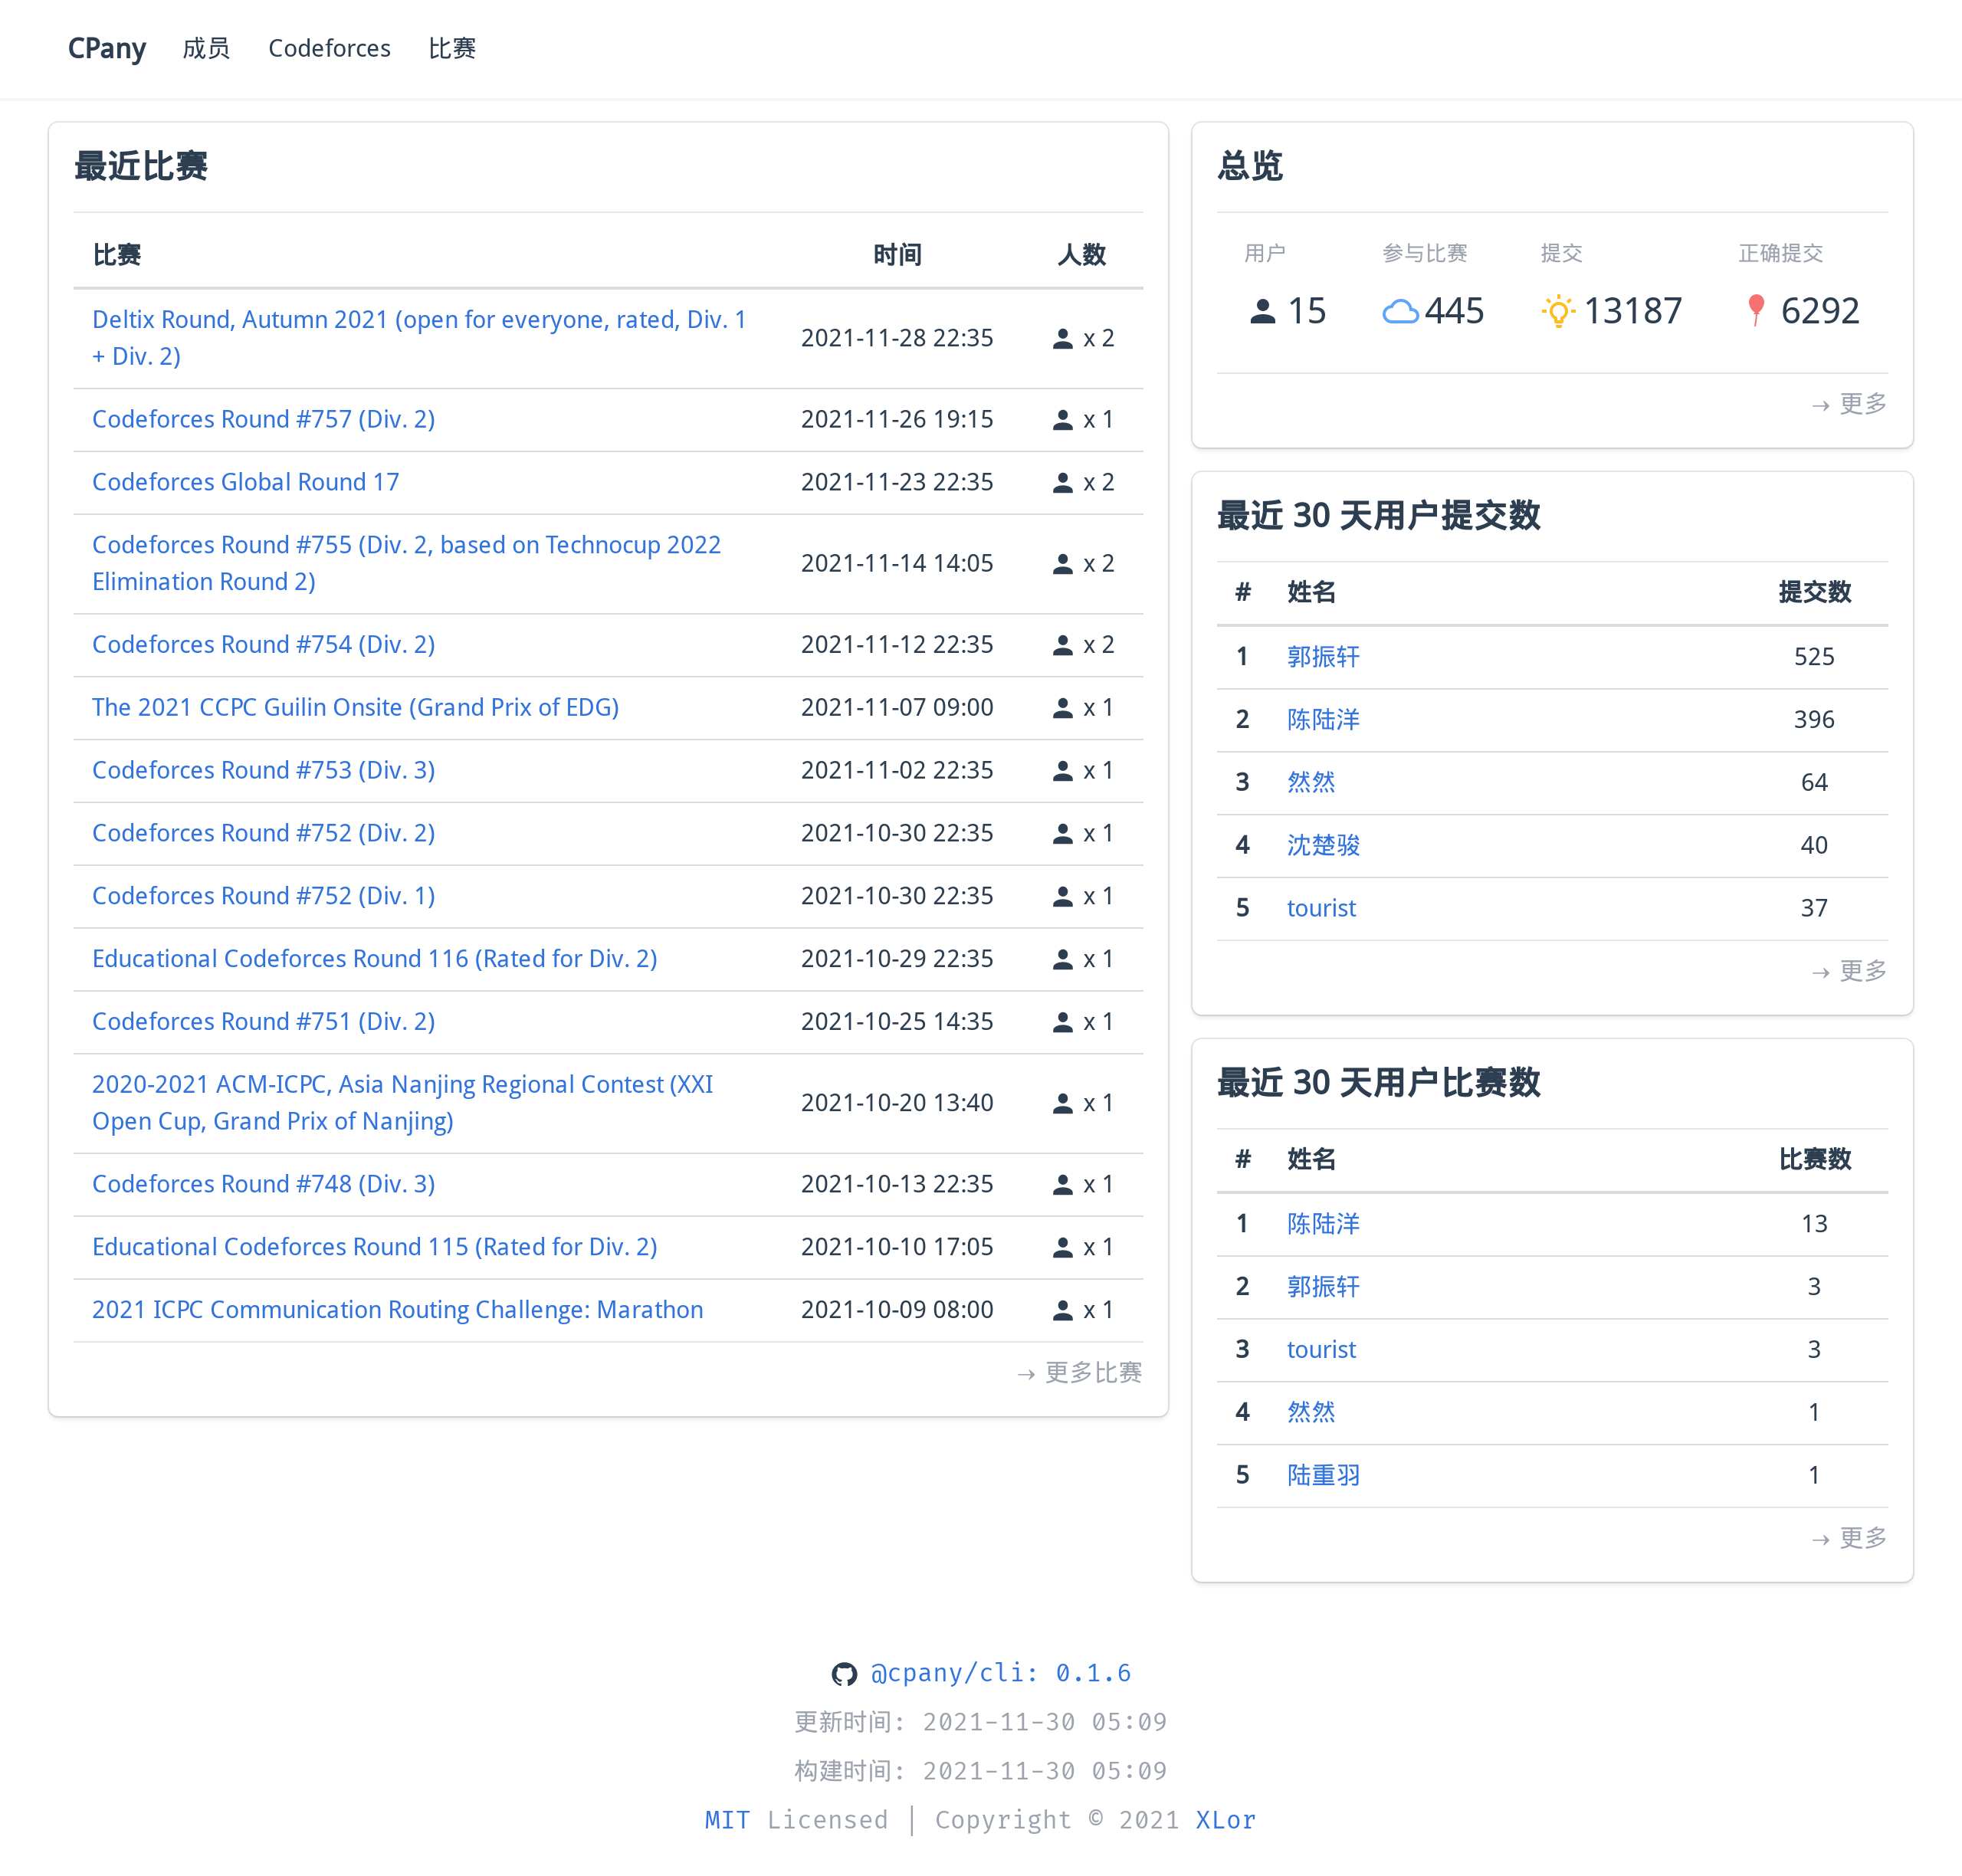 CPany 成员 Codeforces 比赛
最近比赛
比赛 时间 人数
Deltix Round, Autumn 2021 (open for everyone, rated, Div. 1
+ Div. 2) 2021-11-28 22:35 x 2
Codeforces Round #757 (Div. 2) 2021-11-26 19:15 x 1
Codeforces Global Round 17 2021-11-23 22:35 x 2
Codeforces Round #755 (Div. 2, based on Technocup 2022
Elimination Round 2) 2021-11-14 14:05 x 2
Codeforces Round #754 (Div. 2) 2021-11-12 22:35 x 2
The 2021 CCPC Guilin Onsite (Grand Prix of EDG) 2021-11-07 09:00 x 1
Codeforces Round #753 (Div. 3) 2021-11-02 22:35 x 1
Codeforces Round #752 (Div. 2) 2021-10-30 22:35 x 1
Codeforces Round #752 (Div. 1) 2021-10-30 22:35 x 1
Educational Codeforces Round 116 (Rated for Div. 2) 2021-10-29 22:35 x 1
Codeforces Round #751 (Div. 2) 2021-10-25 14:35 x 1
2020-2021 ACM-ICPC, Asia Nanjing Regional Contest (XXI
Open Cup, Grand Prix of Nanjing) 2021-10-20 13:40 x 1
Codeforces Round #748 (Div. 3) 2021-10-13 22:35 x 1
Educational Codeforces Round 115 (Rated for Div. 2) 2021-10-10 17:05 x 1
2021 ICPC Communication Routing Challenge: Marathon 2021-10-09 08:00 x 1
→ 更多比赛
总览
用户 参与比赛 提交 正确提交
15 445 13187 6292
→ 更多
最近 30 天用户提交数
# 姓名 提交数
1 郭振轩 525
2 陈陆洋 396
3 然然 64
4 沈楚骏 40
5 tourist 37
→ 更多
最近 30 天用户比赛数
# 姓名 比赛数
1 陈陆洋 13
2 郭振轩 3
3 tourist 3
4 然然 1
5 陆重羽 1
→ 更多
@cpany/cli: 0.1.6
更新时间: 2021-11-30 05:09
构建时间: 2021-11-30 05:09
MIT Licensed | Copyright © 2021 XLor